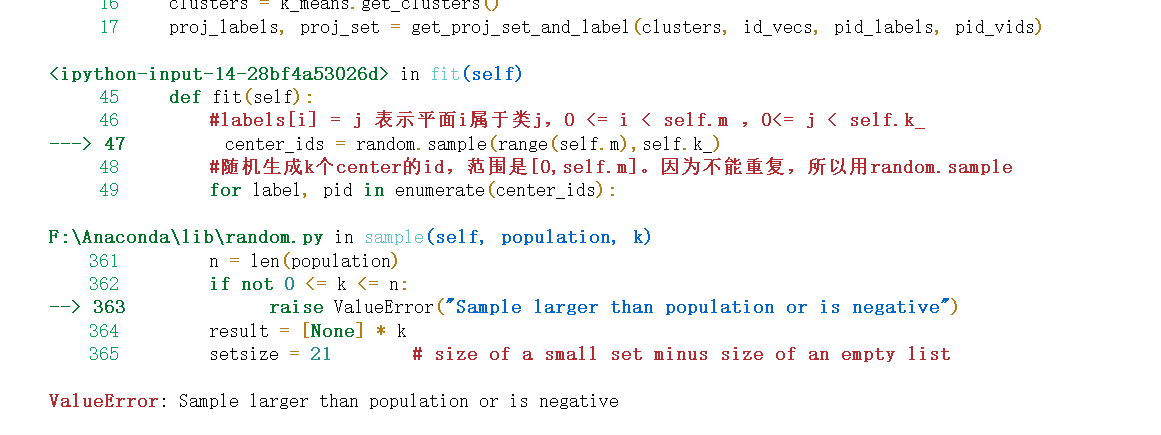 16 clusters = k_means.get_clusters()
17 proj_labels, proj_set = get_proj_set_and_label(clusters, id_vecs, pid_labels, pid_vids)
<ipython-input-14-28bf4a53026d> in fit(self)
45 def fit(self):
46 #labels[i] = j 表示平面i属于类j，0 <= i < self.m ，0<= j < self.k_
---> 47 center_ids = random.sample(range(self.m),self.k_)
48 #随机生成k个center的id，范围是[0,self.m]。因为不能重复，所以用random.sample
49 for label, pid in enumerate(center_ids):
F:\Anaconda\lib\random.py in sample(self, population, k)
361 n = len(population)
362 if not 0 <= k <= n:
--> 363 raise ValueError("Sample larger than population or is negative")
364 result = [None] * k
365 setsize = 21 # size of a small set minus size of an empty list
ValueError: Sample larger than population or is negative